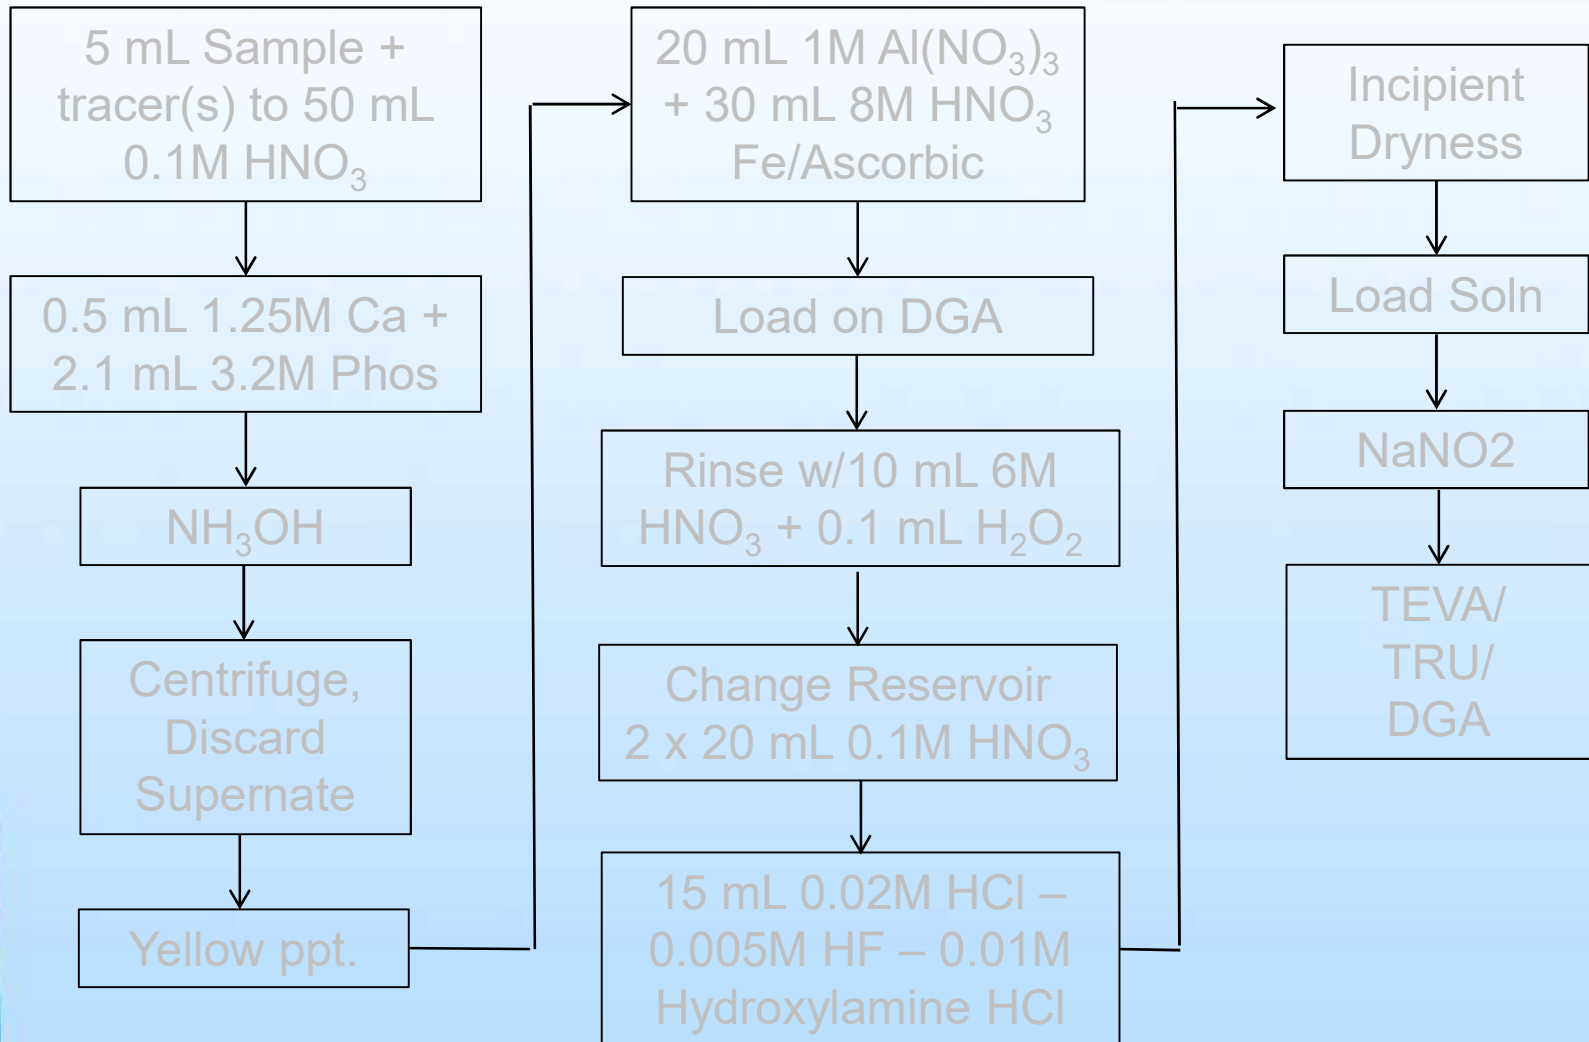 5 mL Sample +
tracer(s) to 50 mL
0.1M HNO₃
0.5 mL 1.25M Ca +
2.1 mL 3.2M Phos
NH₃OH
Centrifuge,
Discard
Supernate
Yellow ppt.
20 mL 1M Al(NO₃)₃
+ 30 mL 8M HNO₃
Fe/Ascorbic
Load on DGA
Rinse w/10 mL 6M
HNO₃ + 0.1 mL H₂O₂
Change Reservoir
2 x 20 mL 0.1M HNO₃
15 mL 0.02M HCl –
0.005M HF – 0.01M
Hydroxylamine HCl
Incipient
Dryness
Load Soln
NaNO2
TEVA/
TRU/
DGA